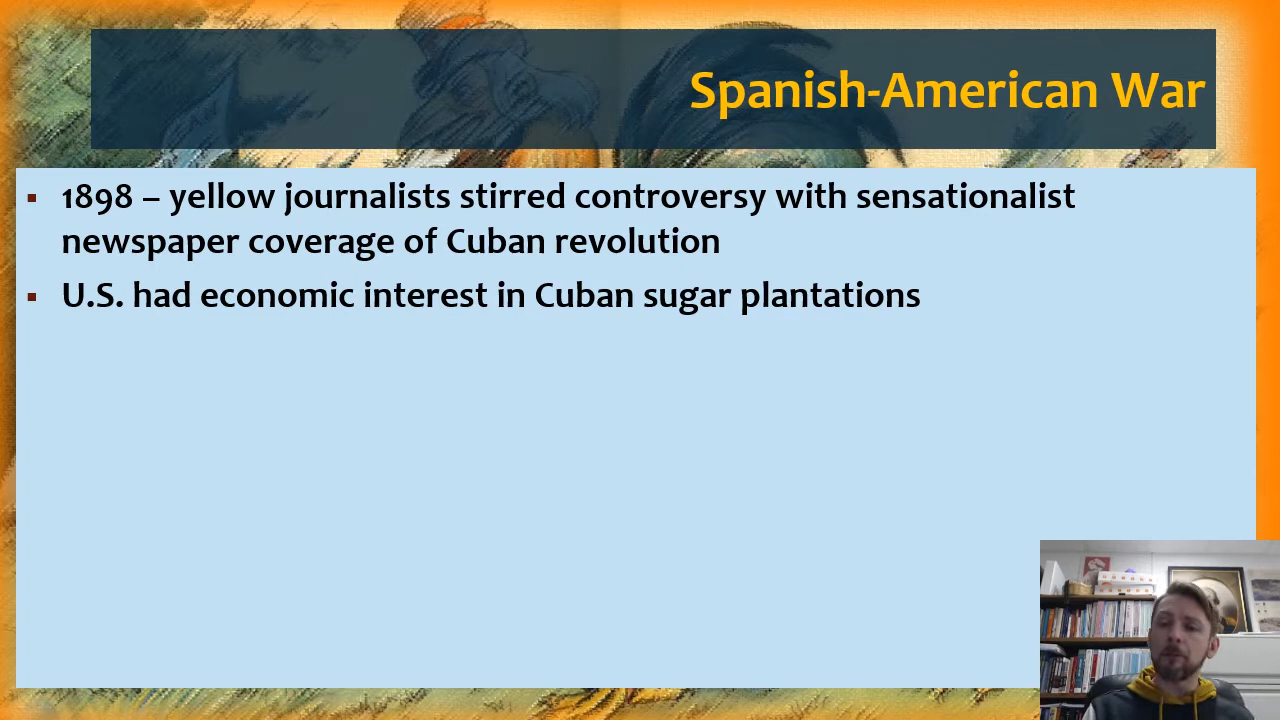 Spanish-American War
▪ 1898 – yellow journalists stirred controversy with sensationalist
newspaper coverage of Cuban revolution
▪ U.S. had economic interest in Cuban sugar plantations